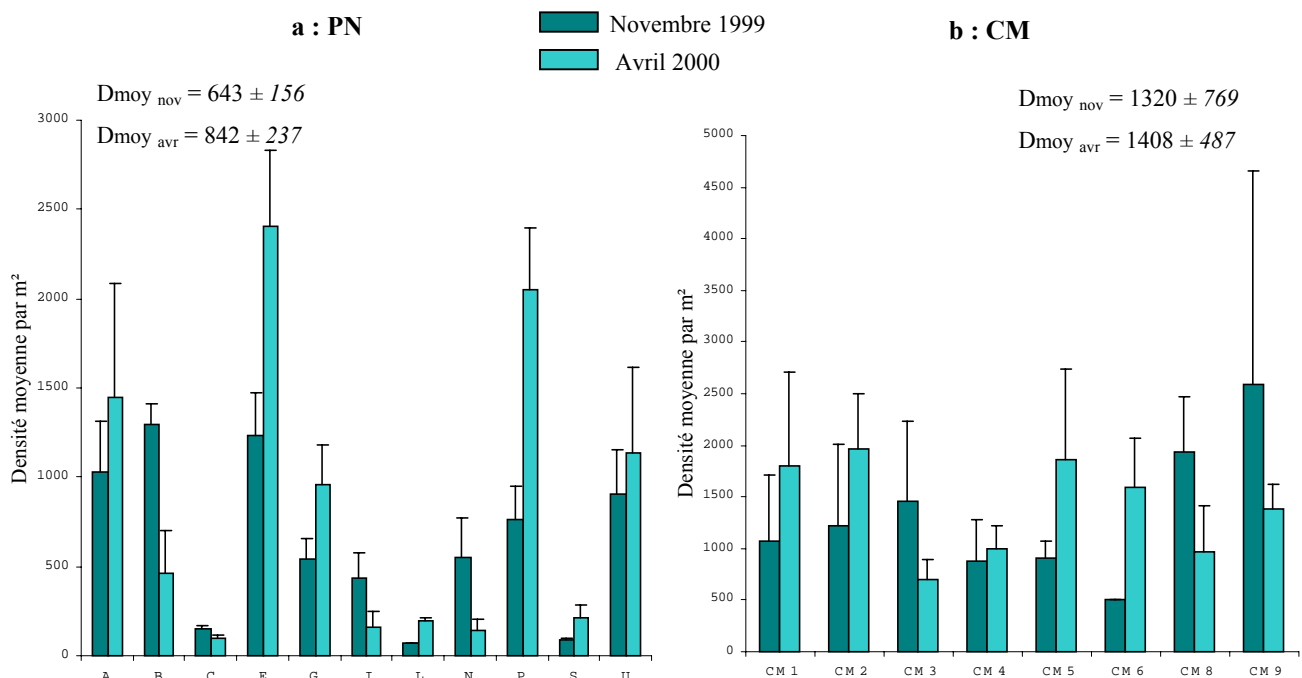 a : PN
Novembre 1999
Avril 2000
b : CM
Dmoy nov = 643 ± 156
Dmoy avr = 842 ± 237
Densité moyenne par m²
3000
2500
2000
1500
1000
500
0
A B C E G I L N P S U
Dmoy nov = 1320 ± 769
Dmoy avr = 1408 ± 487
Densité moyenne par m²
5000
4500
4000
3500
3000
2500
2000
1500
1000
500
0
CM 1 CM 2 CM 3 CM 4 CM 5 CM 6 CM 8 CM 9